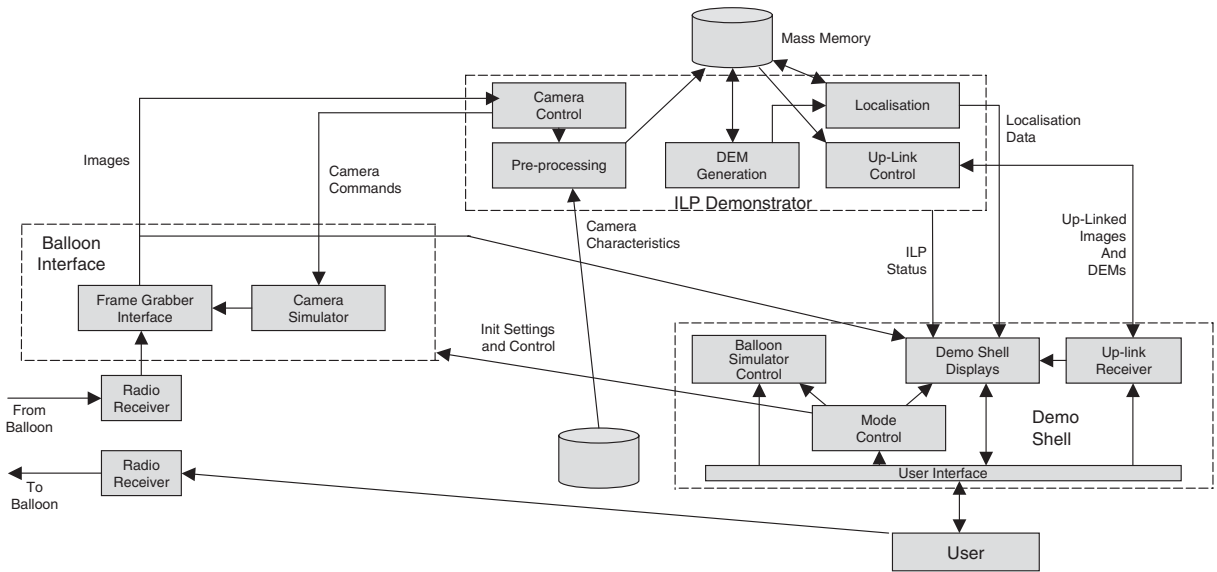 Mass Memory
Camera
Control
Localisation
Pre-processing
DEM
Generation
Up-Link
Control
ILP Demonstrator
Localisation
Data
Images
Camera
Commands
Camera
Characteristics
ILP
Status
Up-Linked
Images
And
DEMs
Balloon
Interface
Frame Grabber
Interface
Camera
Simulator
Init Settings
and Control
Balloon
Simulator
Control
Demo Shell
Displays
Up-link
Receiver
Radio
Receiver
From
Balloon
Mode
Control
Demo
Shell
User Interface
Radio
Receiver
To
Balloon
User